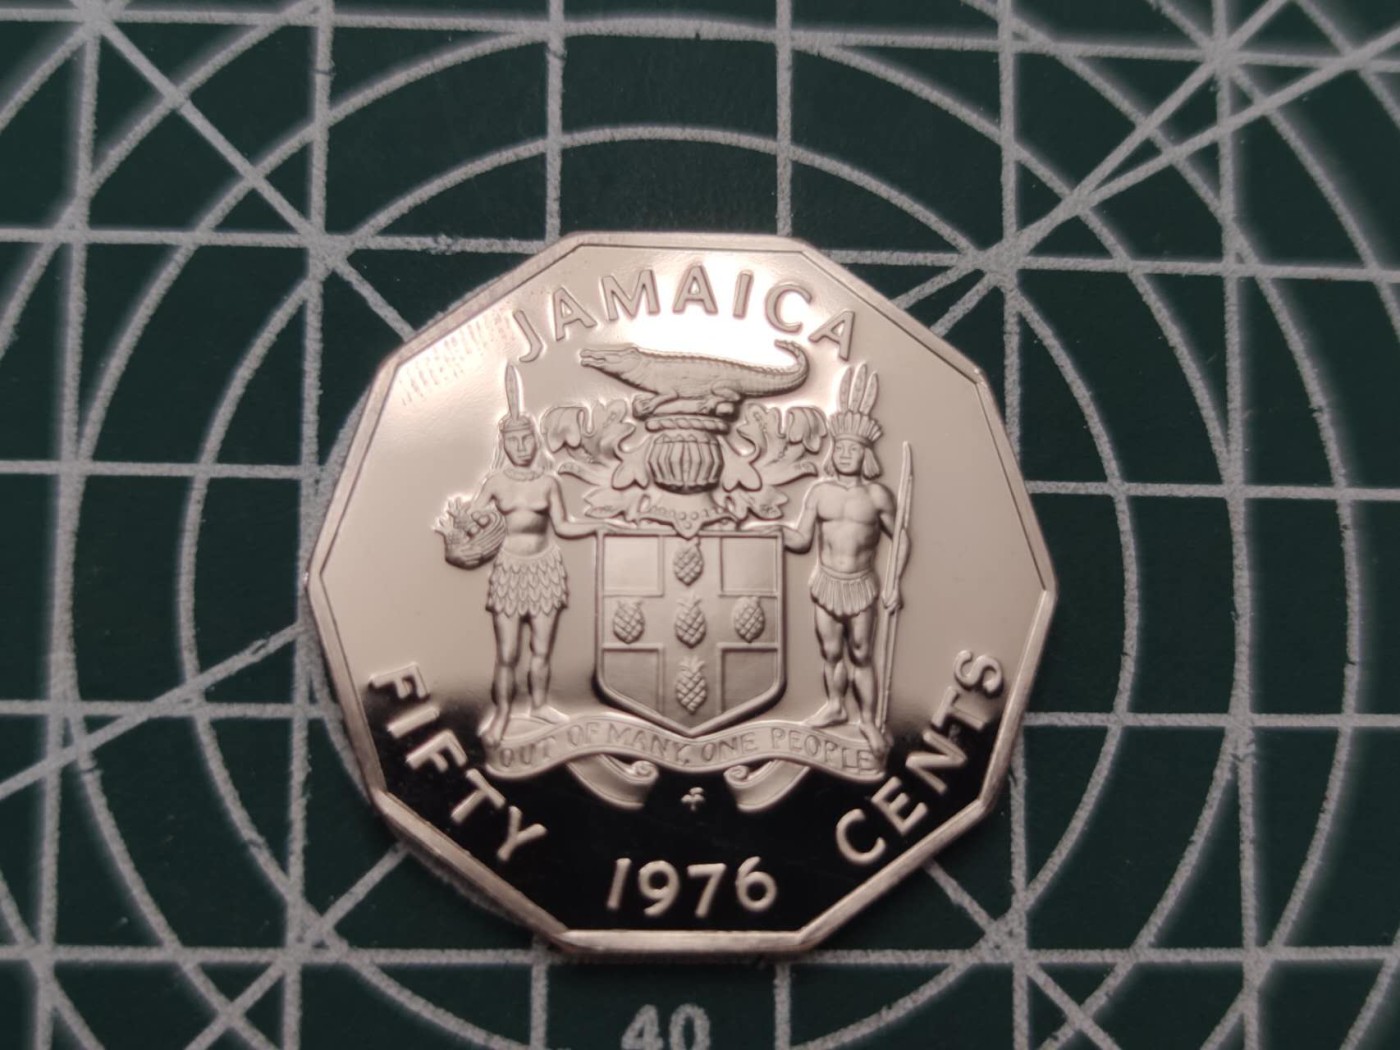 JAMAICA
OUT OF MANY, ONE PEOPLE
FIFTY CENTS
1976
40